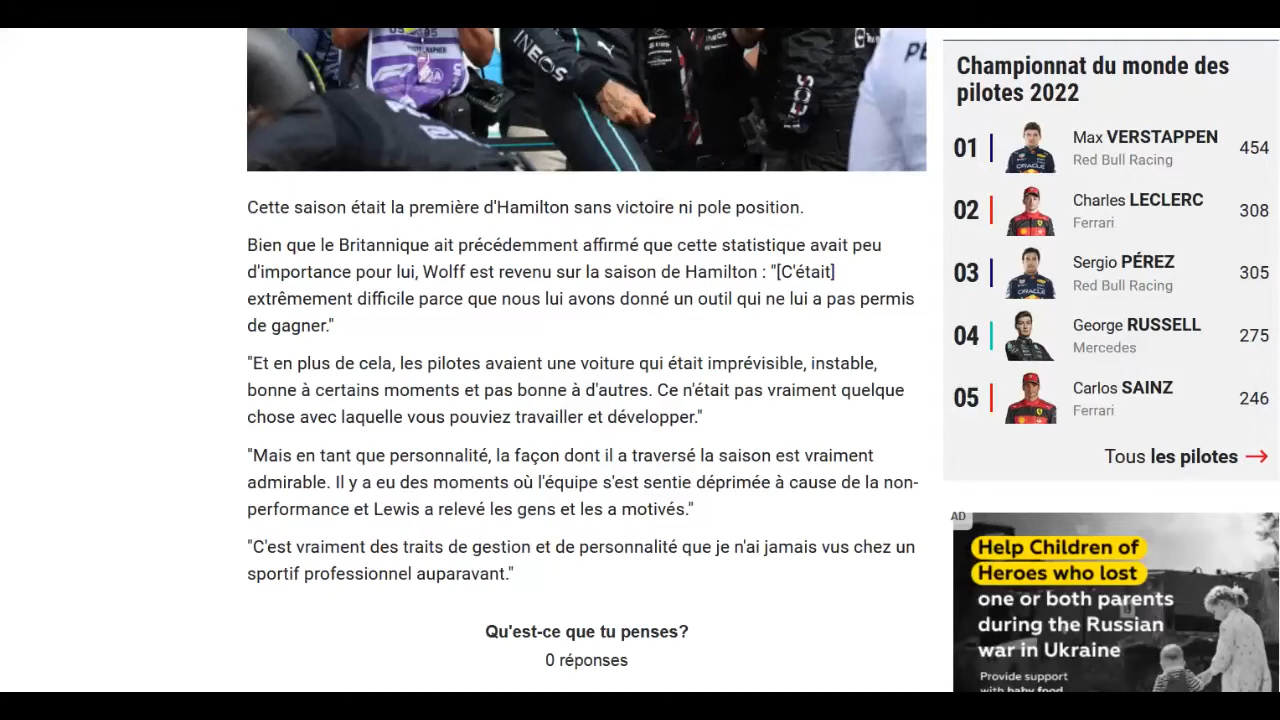 INEOS
Cette saison était la première d'Hamilton sans victoire ni pole position.
Bien que le Britannique ait précédemment affirmé que cette statistique avait peu
d'importance pour lui, Wolff est revenu sur la saison de Hamilton : "[C'était]
extrêmement difficile parce que nous lui avons donné un outil qui ne lui a pas permis
de gagner."
"Et en plus de cela, les pilotes avaient une voiture qui était imprévisible, instable,
bonne à certains moments et pas bonne à d'autres. Ce n'était pas vraiment quelque
chose avec laquelle vous pouviez travailler et développer."
"Mais en tant que personnalité, la façon dont il a traversé la saison est vraiment
admirable. Il y a eu des moments où l'équipe s'est sentie déprimée à cause de la non-
performance et Lewis a relevé les gens et les a motivés."
"C'est vraiment des traits de gestion et de personnalité que je n'ai jamais vus chez un
sportif professionnel auparavant."
Qu'est-ce que tu penses?
0 réponses
Championnat du monde des
pilotes 2022
01 Max VERSTAPPEN 454
Red Bull Racing
02 Charles LECLERC 308
Ferrari
03 Sergio PÉREZ 305
Red Bull Racing
04 George RUSSELL 275
Mercedes
05 Carlos SAINZ 246
Ferrari
Tous les pilotes →
AD
Help Children of
Heroes who lost
one or both parents
during the Russian
war in Ukraine
Provide support
with baby food